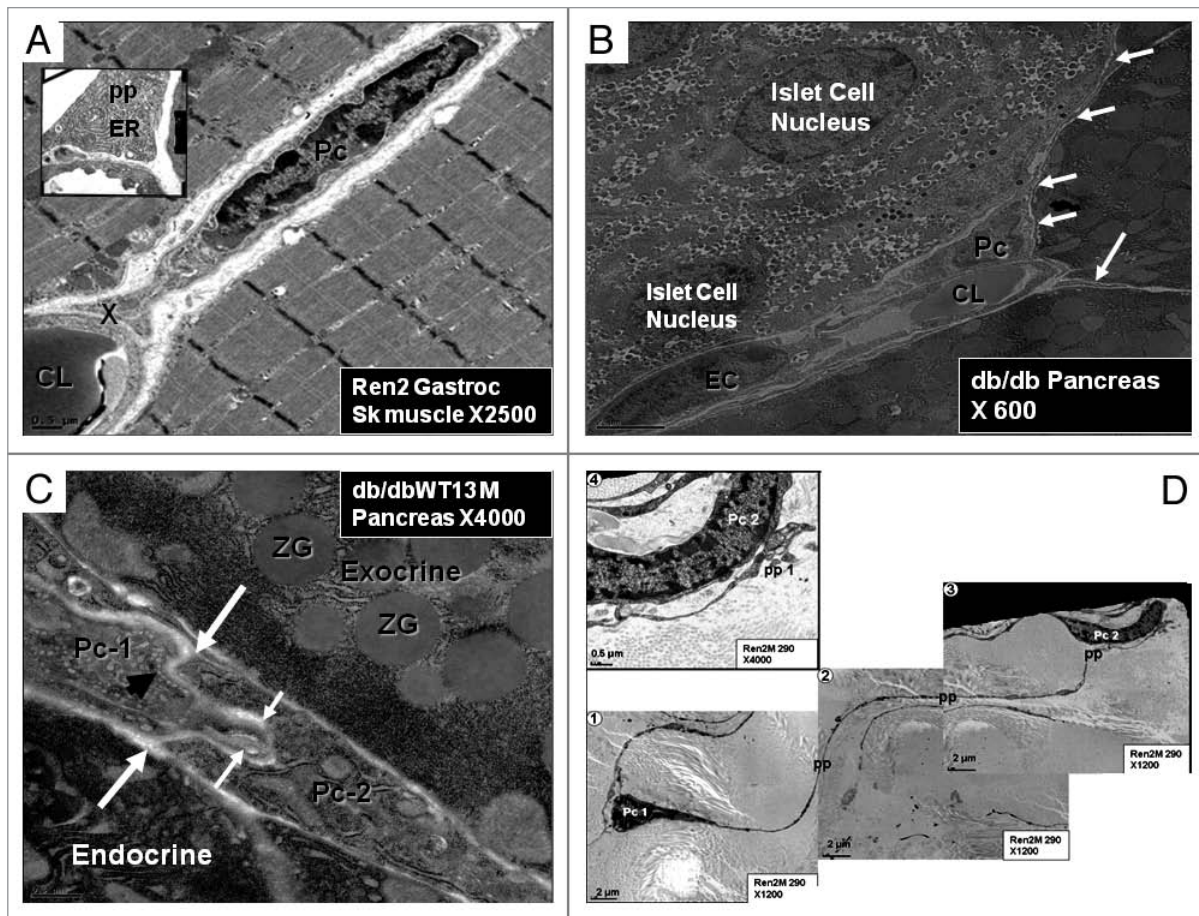 A
pp
ER
Pc
X
CL
0.5 µm
Ren2 Gastroc
Sk muscle X2500
B
Islet Cell
Nucleus
Islet Cell
Nucleus
Pc
CL
EC
db/db Pancreas
X 600
C
db/dbWT13M
Pancreas X4000
ZG
Exocrine
ZG
Pc-1
Pc-2
Endocrine
D
4
Pc 2
pp 1
0.5 µm
Ren2M 290
X4000
3
Pc 2
pp
2 µm
Ren2M 290
X1200
2
pp
pp
2 µm
Ren2M 290
X1200
1
Pc 1
2 µm
Ren2M 290
X1200